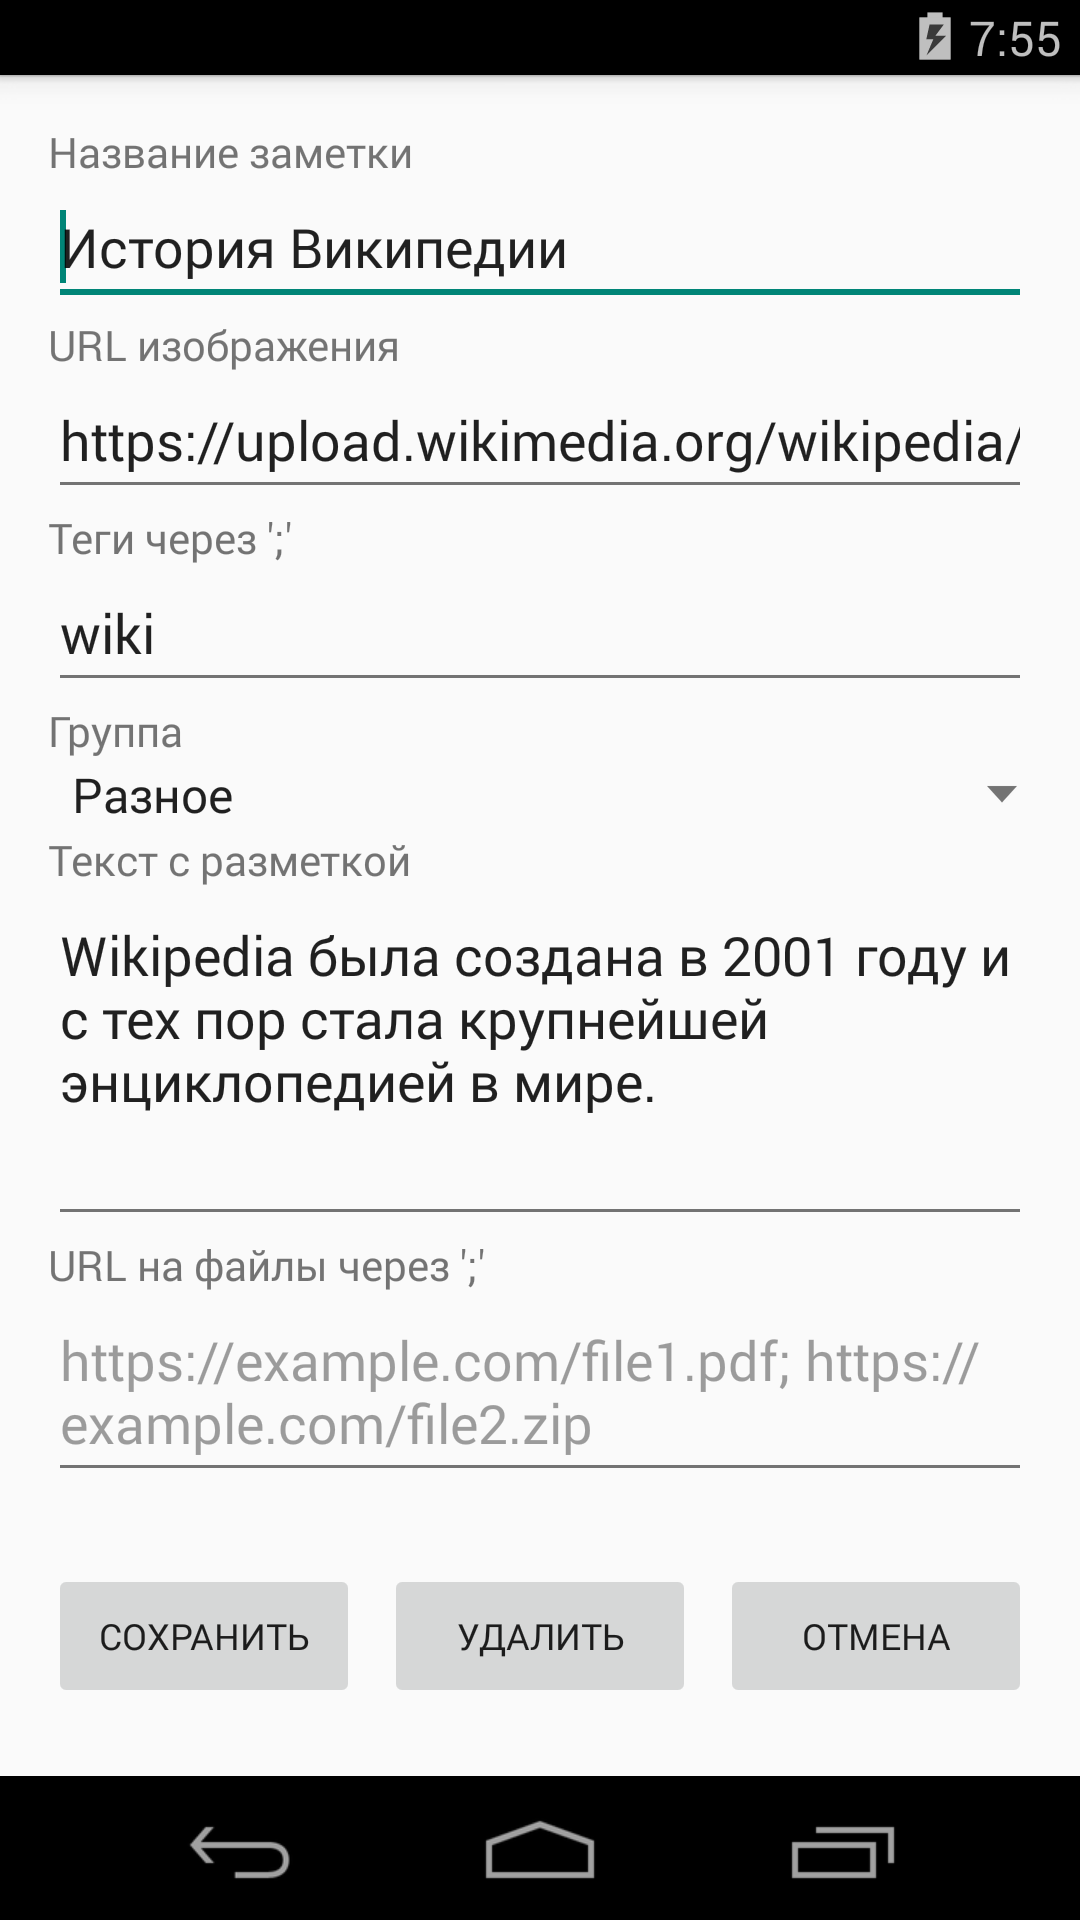 7:55
Название заметки
История Википедии
URL изображения
https://upload.wikimedia.org/wikipedia/
Теги через ';'
wiki
Группа
Разное
Текст с разметкой
Wikipedia была создана в 2001 году и
с тех пор стала крупнейшей
энциклопедией в мире.
URL на файлы через ';'
https://example.com/file1.pdf; https://
example.com/file2.zip
СОХРАНИТЬ УДАЛИТЬ ОТМЕНА